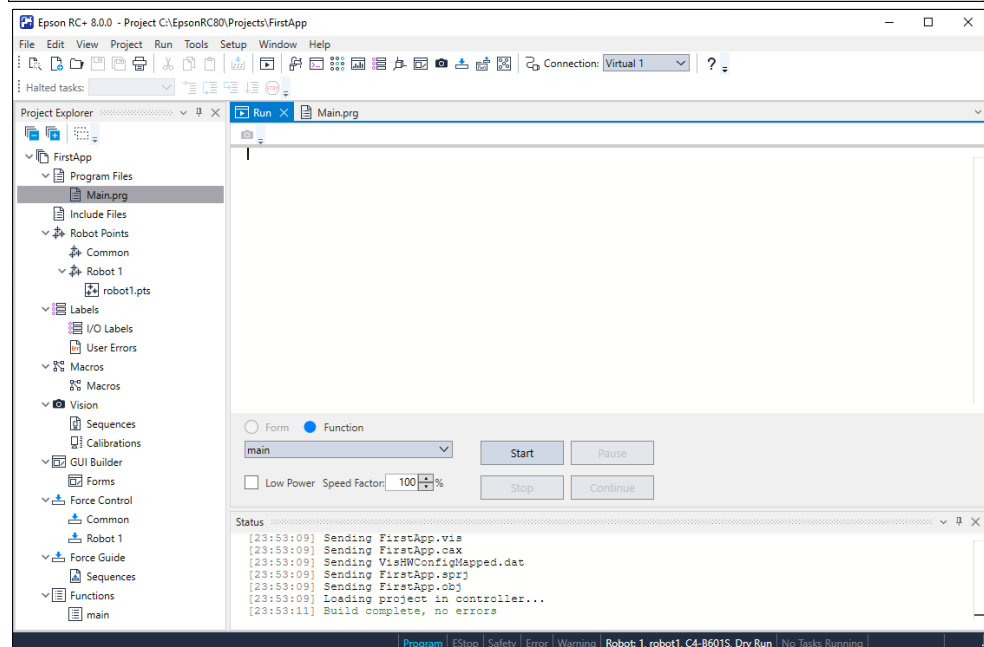 Epson RC+ 8.0.0 - Project C:\EpsonRC80\Projects\FirstApp
File Edit View Project Run Tools Setup Window Help
Connection: Virtual 1 ?
Halted tasks:
Project Explorer
Run Main.prg
FirstApp
Program Files
Main.prg
Include Files
Robot Points
Common
Robot 1
robot1.pts
Labels
I/O Labels
User Errors
Macros
Macros
Vision
Sequences
Calibrations
GUI Builder
Forms
Force Control
Common
Robot 1
Force Guide
Sequences
Functions
main
Form Function
main Start Pause
Low Power Speed Factor: 100 % Stop Continue
Status
[23:53:09] Sending FirstApp.vis
[23:53:09] Sending FirstApp.cax
[23:53:09] Sending VisHWConfigMapped.dat
[23:53:09] Sending FirstApp.sprj
[23:53:09] Sending FirstApp.obj
[23:53:09] Loading project in controller...
[23:53:11] Build complete, no errors
Program EStop Safety Error Warning Robot: 1, robot1, C4-B601S, Dry Run No Tasks Running